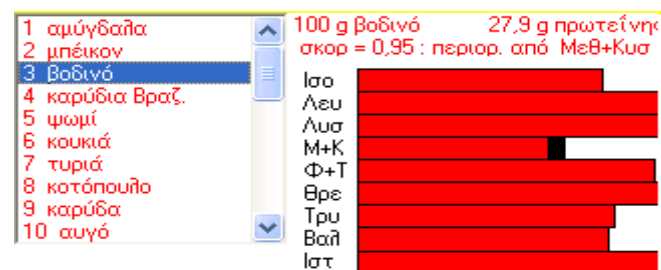 1 αμύγδαλα
2 μπέικον
3 βοδινό
4 καρύδια Βραζ.
5 ψωμί
6 κουκιά
7 τυριά
8 κοτόπουλο
9 καρύδα
10 αυγό
100 g βοδινό 27,9 g πρωτεΐνης
σκορ = 0,95 : περιορ. από Μεθ+Κυσ
Ισο
Λευ
Λυσ
Μ+Κ
Φ+Τ
Θρε
Τρυ
Βαλ
Ιστ